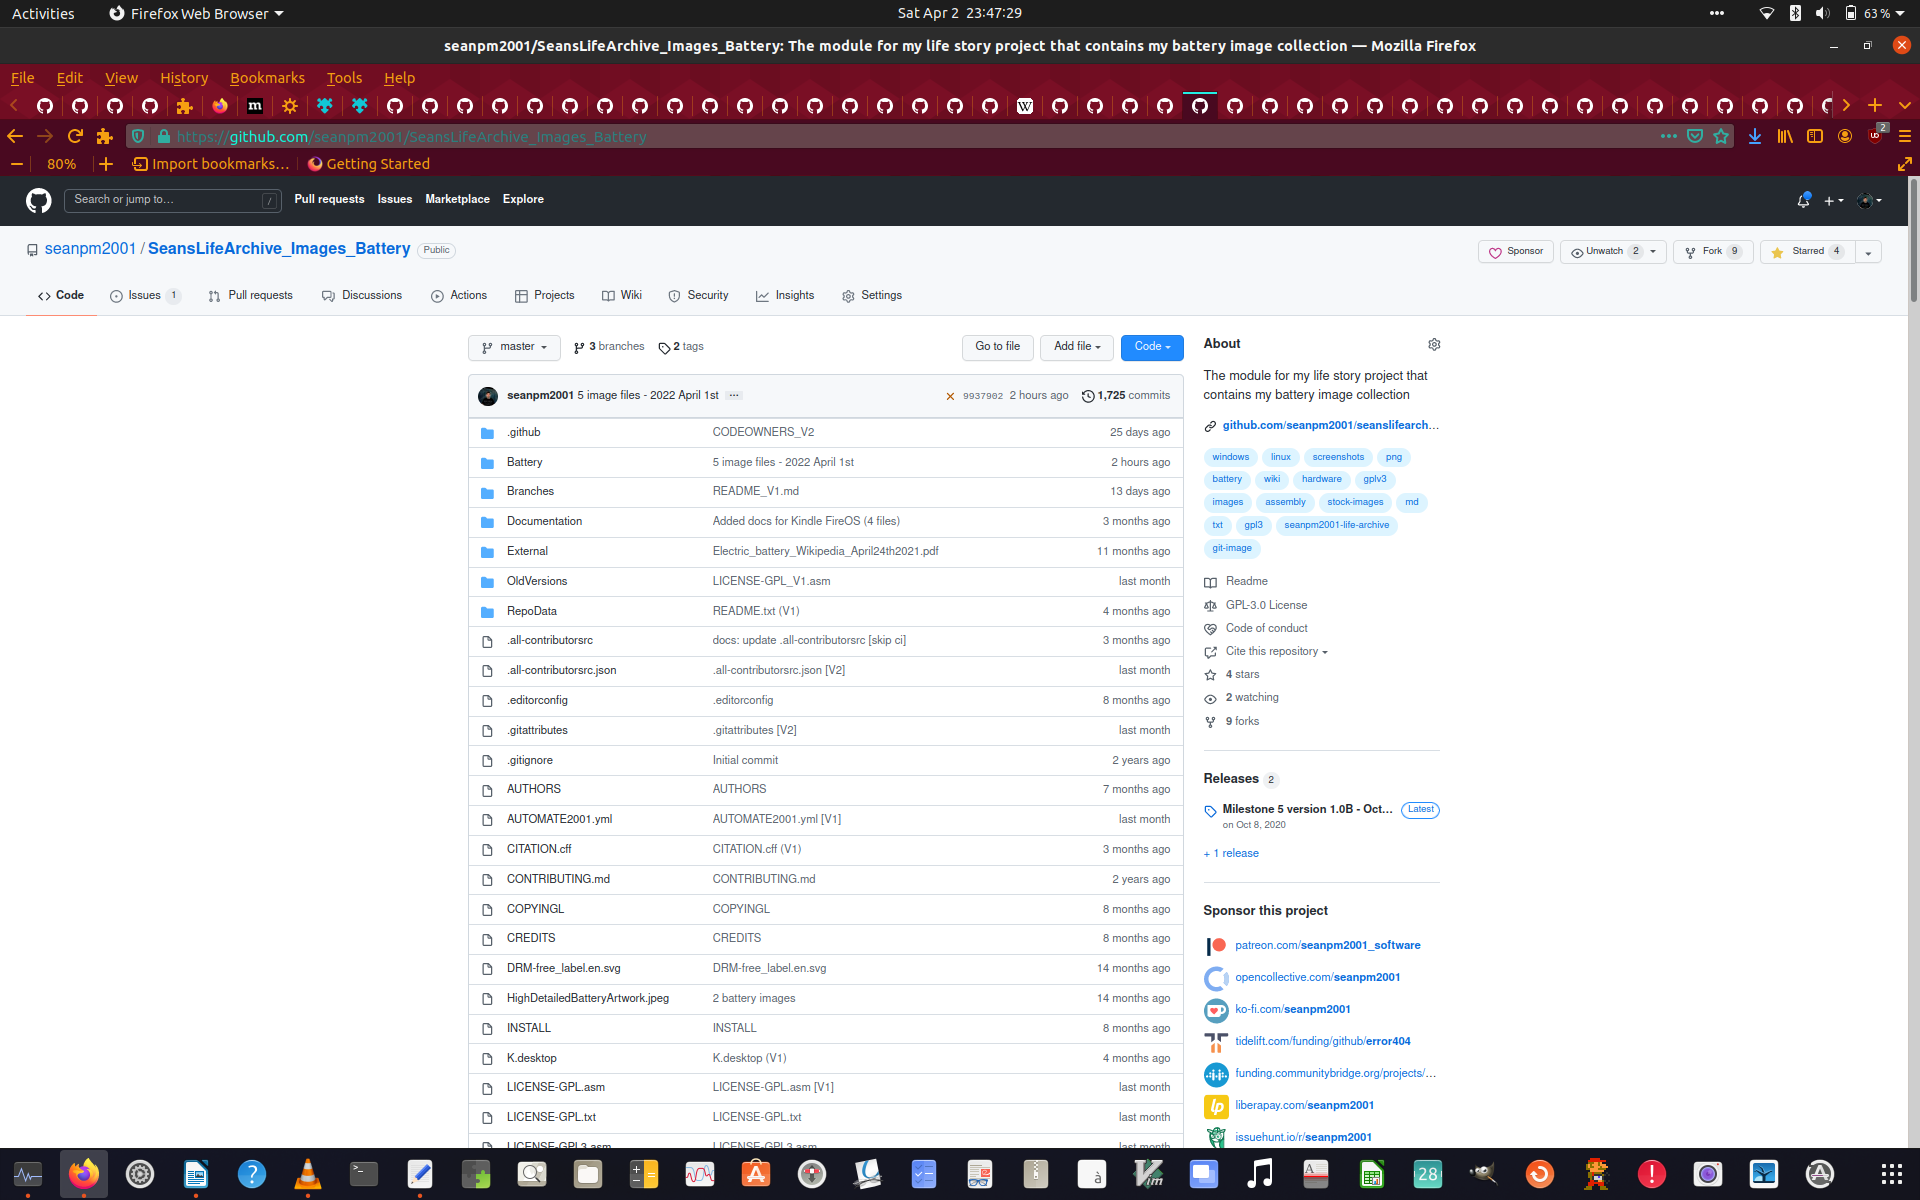 Activities Firefox Web Browser Sat Apr 2 23:47:29 63 %
seanpm2001/SeansLifeArchive_Images_Battery: The module for my life story project that contains my battery image collection — Mozilla Firefox
File Edit View History Bookmarks Tools Help
https://github.com/seanpm2001/SeansLifeArchive_Images_Battery 2
80% Import bookmarks... Getting Started
Search or jump to... / Pull requests Issues Marketplace Explore
seanpm2001 / SeansLifeArchive_Images_Battery Public Sponsor Unwatch 2 Fork 9 Starred 4
Code Issues 1 Pull requests Discussions Actions Projects Wiki Security Insights Settings
master 3 branches 2 tags Go to file Add file Code
seanpm2001 5 image files - 2022 April 1st ... 9937902 2 hours ago 1,725 commits
.github CODEOWNERS_V2 25 days ago
Battery 5 image files - 2022 April 1st 2 hours ago
Branches README_V1.md 13 days ago
Documentation Added docs for Kindle FireOS (4 files) 3 months ago
External Electric_battery_Wikipedia_April24th2021.pdf 11 months ago
OldVersions LICENSE-GPL_V1.asm last month
RepoData README.txt (V1) 4 months ago
.all-contributorsrc docs: update .all-contributorsrc [skip ci] 3 months ago
.all-contributorsrc.json .all-contributorsrc.json [V2] last month
.editorconfig .editorconfig 8 months ago
.gitattributes .gitattributes [V2] last month
.gitignore Initial commit 2 years ago
AUTHORS AUTHORS 7 months ago
AUTOMATE2001.yml AUTOMATE2001.yml [V1] last month
CITATION.cff CITATION.cff (V1) 3 months ago
CONTRIBUTING.md CONTRIBUTING.md 2 years ago
COPYINGL COPYINGL 8 months ago
CREDITS CREDITS 8 months ago
DRM-free_label.en.svg DRM-free_label.en.svg 14 months ago
HighDetailedBatteryArtwork.jpeg 2 battery images 14 months ago
INSTALL INSTALL 8 months ago
K.desktop K.desktop (V1) 4 months ago
LICENSE-GPL.asm LICENSE-GPL.asm [V1] last month
LICENSE-GPL.txt LICENSE-GPL.txt last month
LICENSE-GPL3.asm LICENSE-GPL3.asm last month
About
The module for my life story project that
contains my battery image collection
github.com/seanpm2001/seanslifearch...
windows linux screenshots png
battery wiki hardware gplv3
images assembly stock-images md
txt gpl3 seanpm2001-life-archive
git-image
Readme
GPL-3.0 License
Code of conduct
Cite this repository
4 stars
2 watching
9 forks
Releases 2
Milestone 5 version 1.0B - Oct... Latest
on Oct 8, 2020
+ 1 release
Sponsor this project
patreon.com/seanpm2001_software
opencollective.com/seanpm2001
ko-fi.com/seanpm2001
tidelift.com/funding/github/error404
funding.communitybridge.org/projects/...
liberapay.com/seanpm2001
issuehunt.io/r/seanpm2001
28